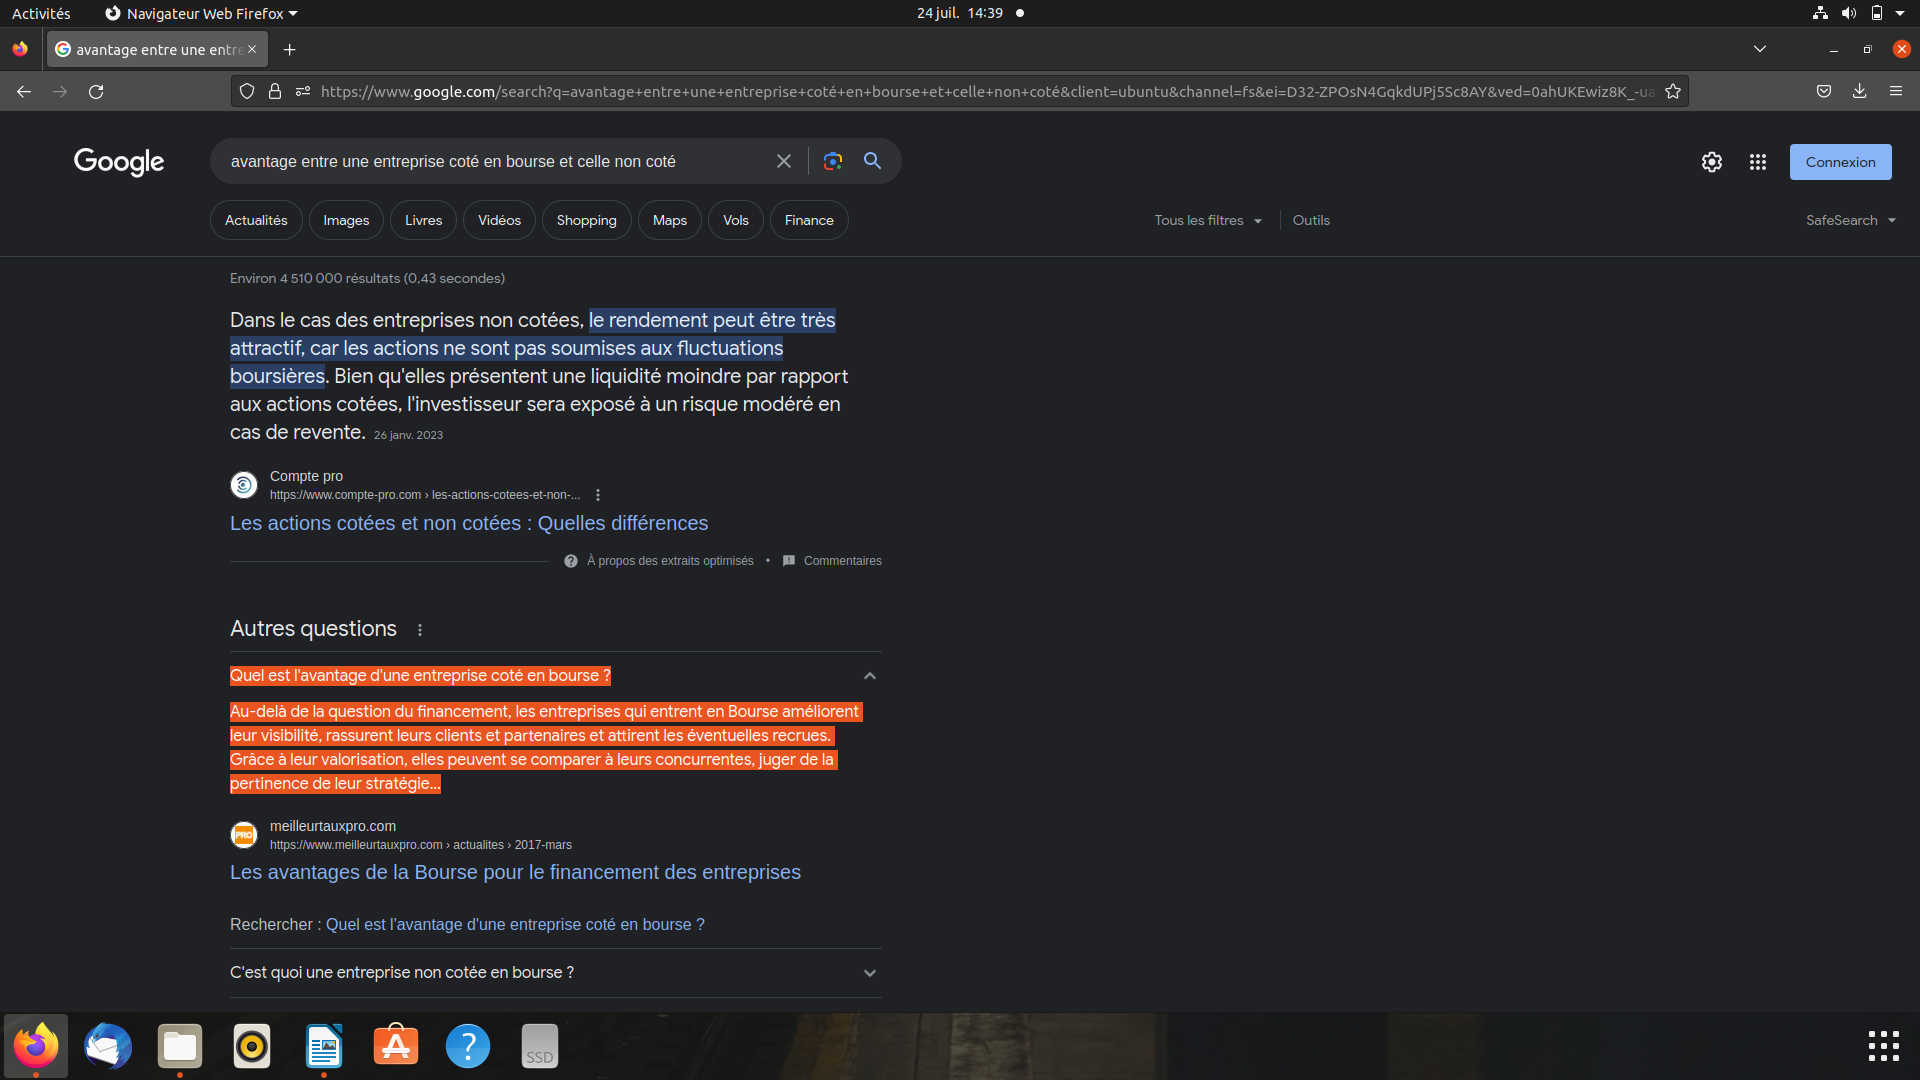 Activités
Navigateur Web Firefox
24 juil. 14:39
avantage entre une entre
https://www.google.com/search?q=avantage+entre+une+entreprise+coté+en+bourse+et+celle+non+coté&client=ubuntu&channel=fs&ei=D32-ZPOsN4GqkdUPj5Sc8AY&ved=0ahUKEwiz8K_-ua
Google
avantage entre une entreprise coté en bourse et celle non coté
Connexion
Actualités
Images
Livres
Vidéos
Shopping
Maps
Vols
Finance
Tous les filtres
Outils
SafeSearch
Environ 4 510 000 résultats (0,43 secondes)
Dans le cas des entreprises non cotées, le rendement peut être très
attractif, car les actions ne sont pas soumises aux fluctuations
boursières. Bien qu'elles présentent une liquidité moindre par rapport
aux actions cotées, l'investisseur sera exposé à un risque modéré en
cas de revente. 26 janv. 2023
Compte pro
https://www.compte-pro.com › les-actions-cotees-et-non-...
Les actions cotées et non cotées : Quelles différences
À propos des extraits optimisés • Commentaires
Autres questions
Quel est l'avantage d'une entreprise coté en bourse ?
Au-delà de la question du financement, les entreprises qui entrent en Bourse améliorent
leur visibilité, rassurent leurs clients et partenaires et attirent les éventuelles recrues.
Grâce à leur valorisation, elles peuvent se comparer à leurs concurrentes, juger de la
pertinence de leur stratégie...
PRO
meilleurtauxpro.com
https://www.meilleurtauxpro.com › actualites › 2017-mars
Les avantages de la Bourse pour le financement des entreprises
Rechercher : Quel est l'avantage d'une entreprise coté en bourse ?
C'est quoi une entreprise non cotée en bourse ?
SSD